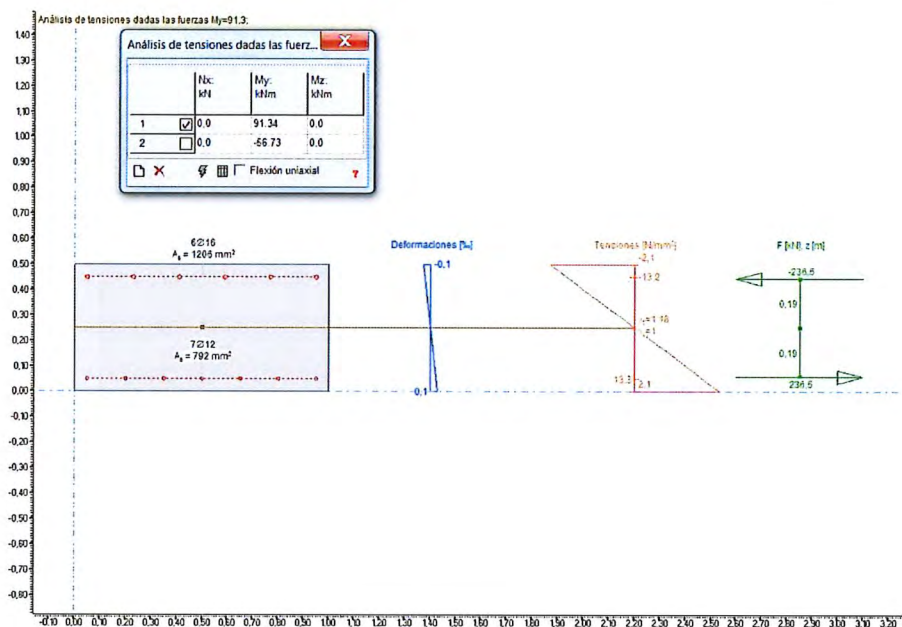 Análisis de tensiones dadas las fuerzas My=91,3;
Análisis de tensiones dadas las fuerz...
Nx: My: Mz:
kN kNm kNm
1 0,0 91.34 0.0
2 0,0 -56.73 0.0
Flexión uniaxial ?
6∅16
As = 1206 mm²
7∅12
As = 792 mm²
Deformaciones [‰]
-0,1
0,1
Tensiones [N/mm²]
-2,1
-13.2
=1.18
13.3
2,1
F [kN], z [m]
-236,5
0,19
0,19
236,5
1,40
1,30
1,20
1,10
1,00
0,90
0,80
0,70
0,60
0,50
0,40
0,30
0,20
0,10
0,00
-0,10
-0,20
-0,30
-0,40
-0,50
-0,60
-0,70
-0,80
-0,10 0,00 0,10 0,20 0,30 0,40 0,50 0,60 0,70 0,80 0,90 1,00 1,10 1,20 1,30 1,40 1,50 1,60 1,70 1,80 1,90 2,00 2,10 2,20 2,30 2,40 2,50 2,60 2,70 2,80 2,90 3,00 3,10 3,20